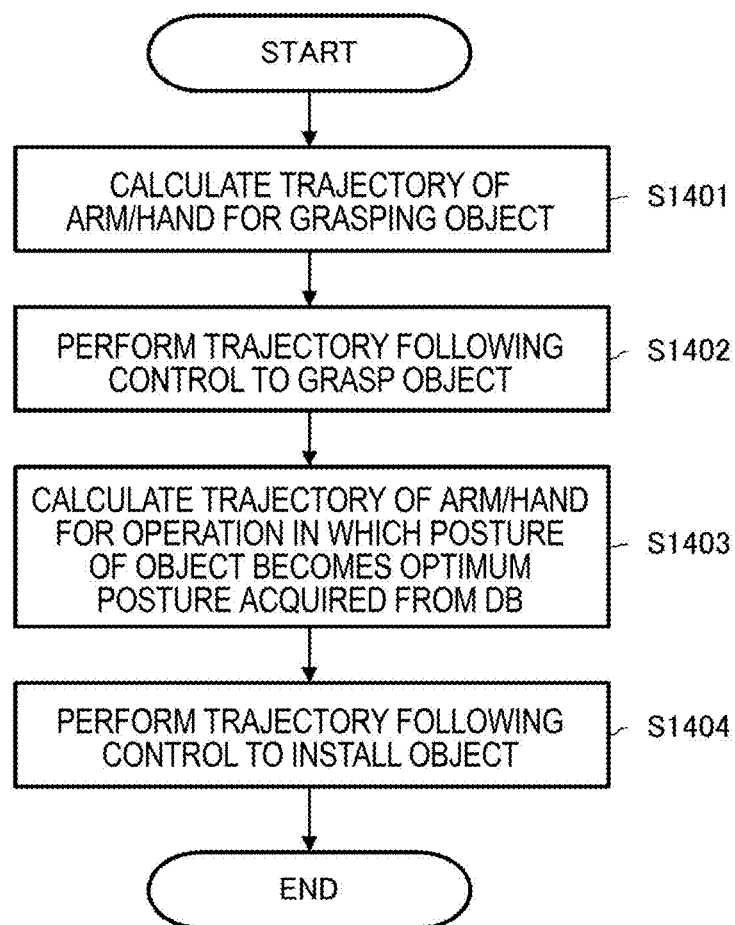 START
CALCULATE TRAJECTORY OF
ARM/HAND FOR GRASPING OBJECT
S1401
PERFORM TRAJECTORY FOLLOWING
CONTROL TO GRASP OBJECT
S1402
CALCULATE TRAJECTORY OF ARM/HAND
FOR OPERATION IN WHICH POSTURE
OF OBJECT BECOMES OPTIMUM
POSTURE ACQUIRED FROM DB
S1403
PERFORM TRAJECTORY FOLLOWING
CONTROL TO INSTALL OBJECT
S1404
END